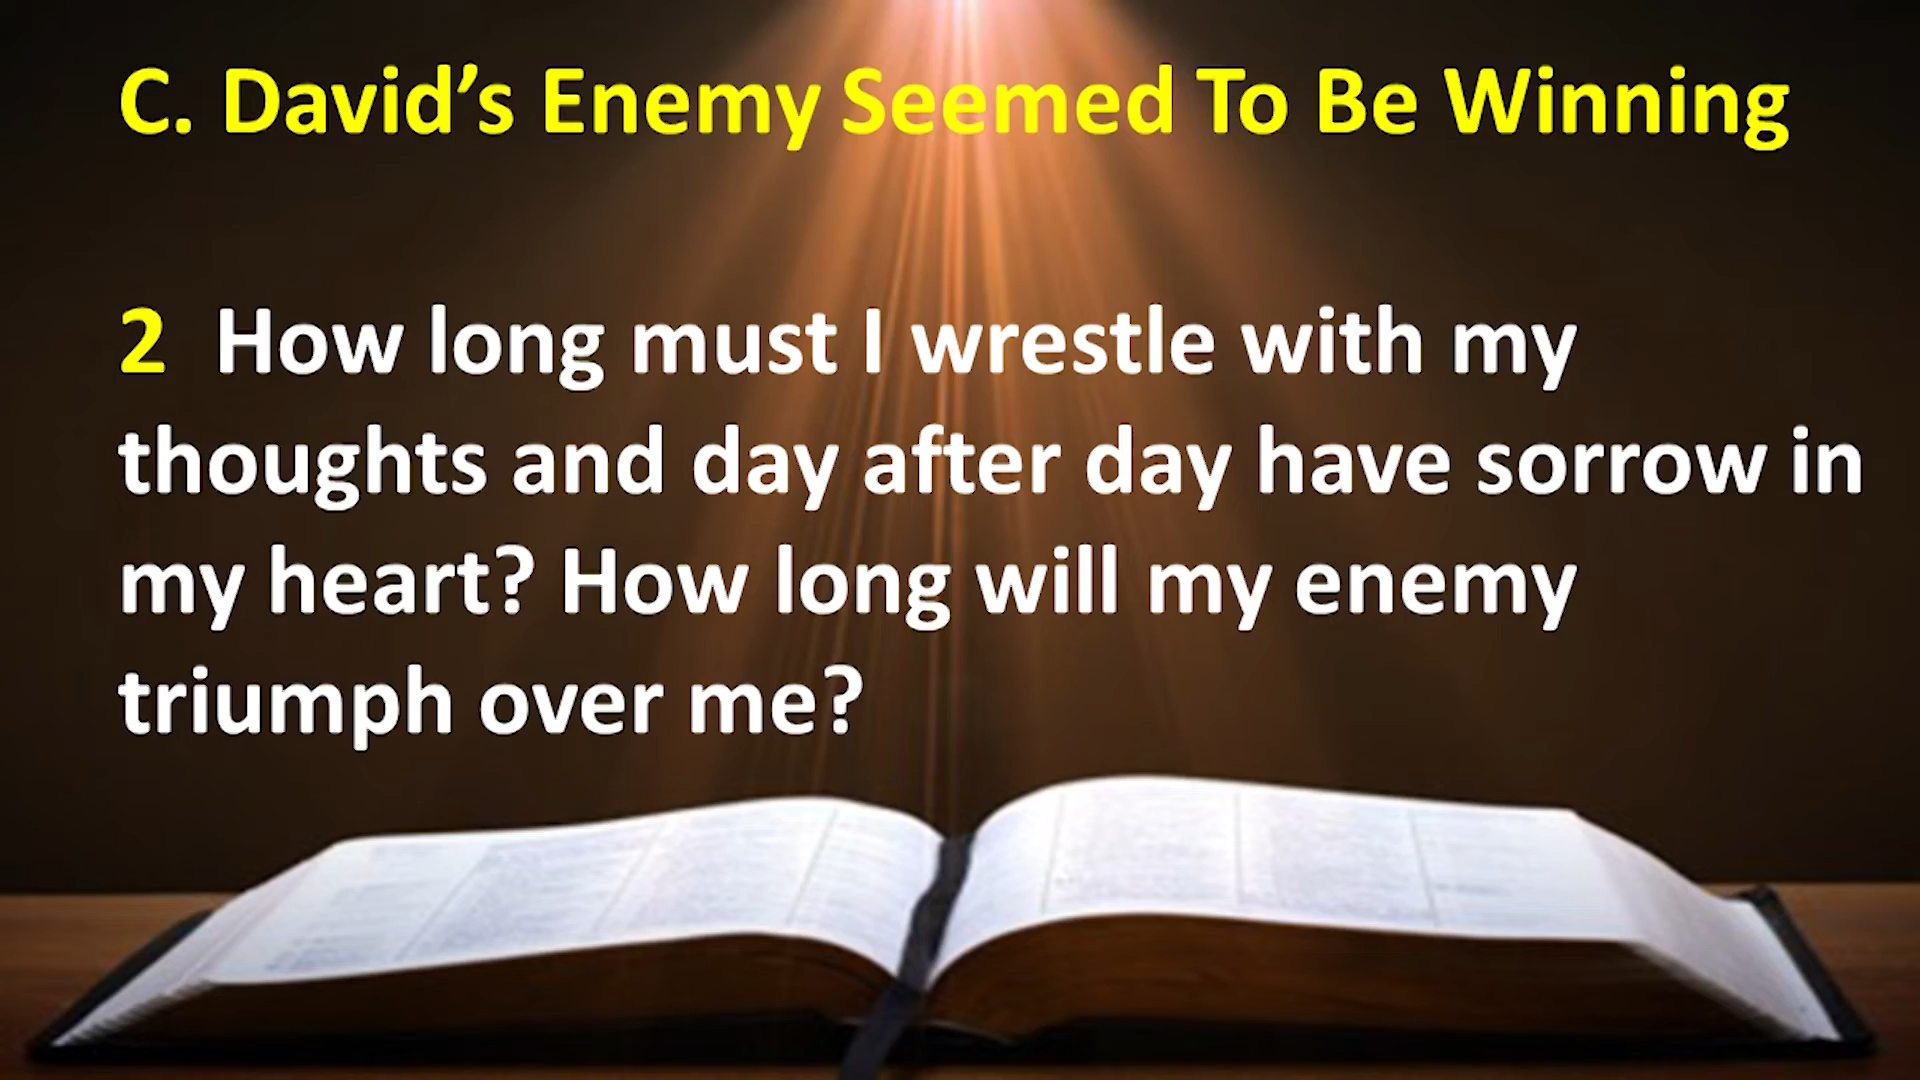 C. David’s Enemy Seemed To Be Winning
2 How long must I wrestle with my
thoughts and day after day have sorrow in
my heart? How long will my enemy
triumph over me?